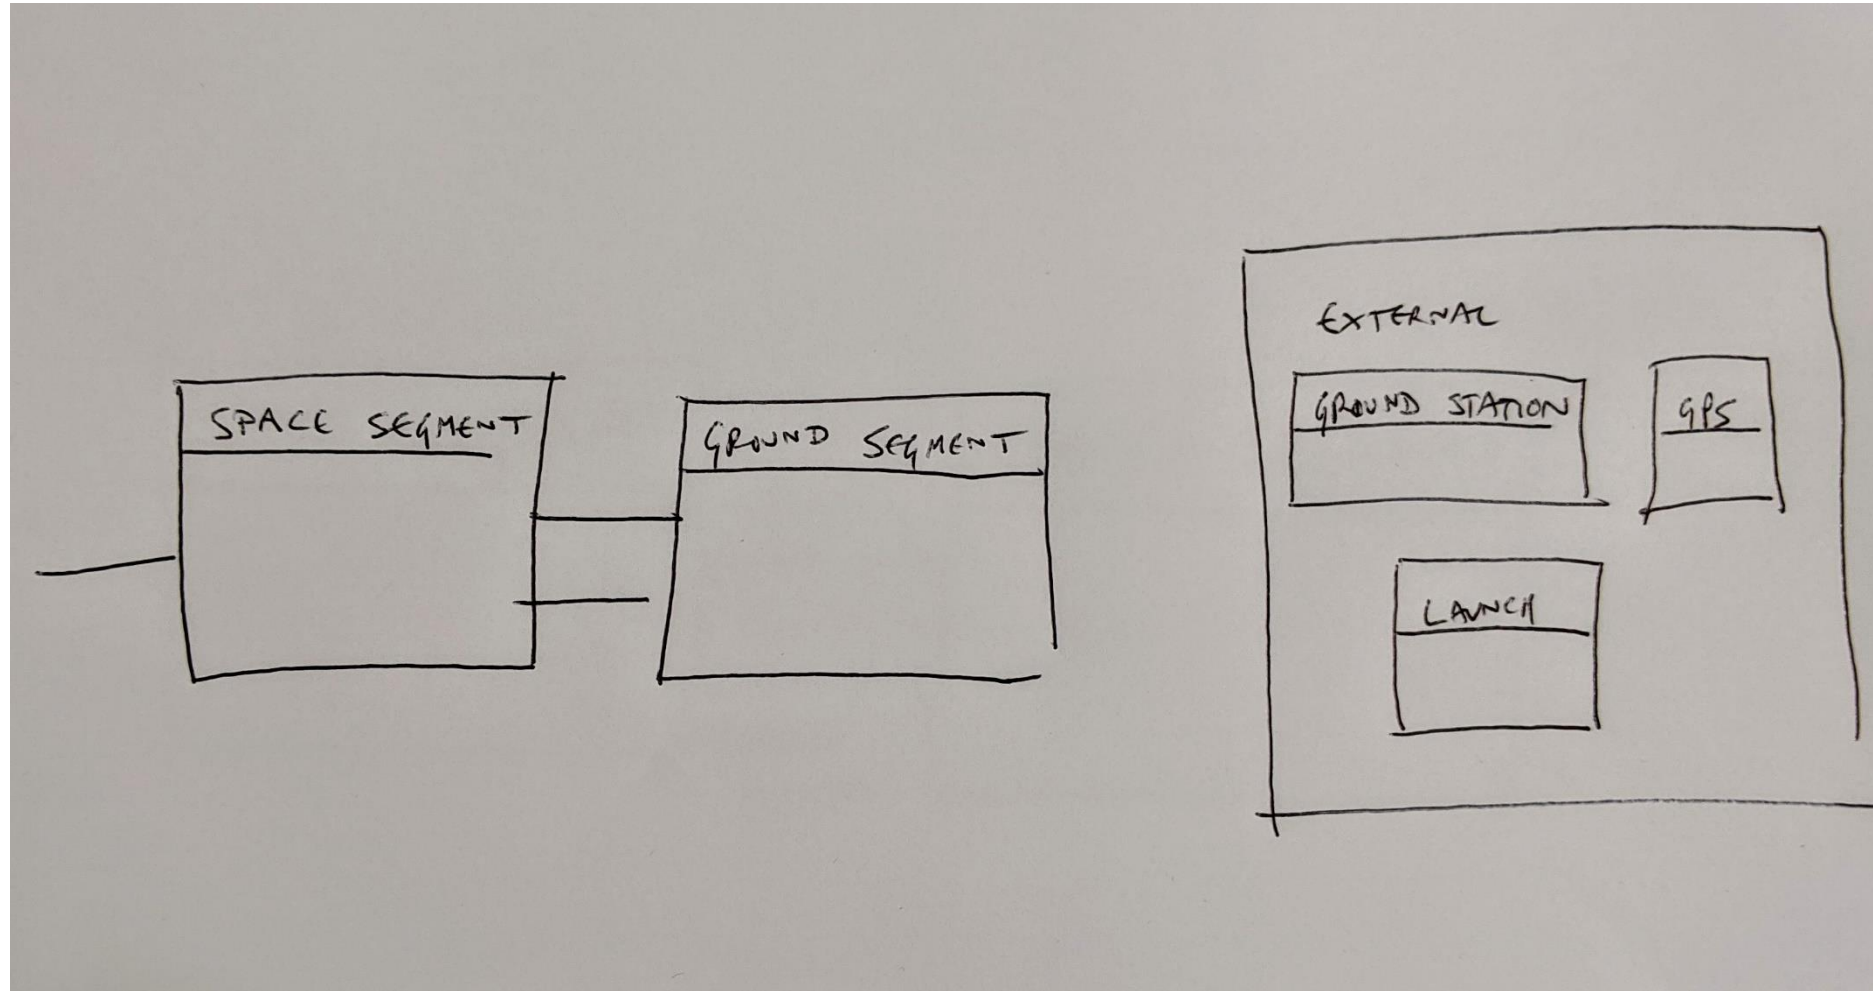 EXTERNAL
SPACE SEGMENT
GROUND SEGMENT
GROUND STATION
GPS
LAUNCH